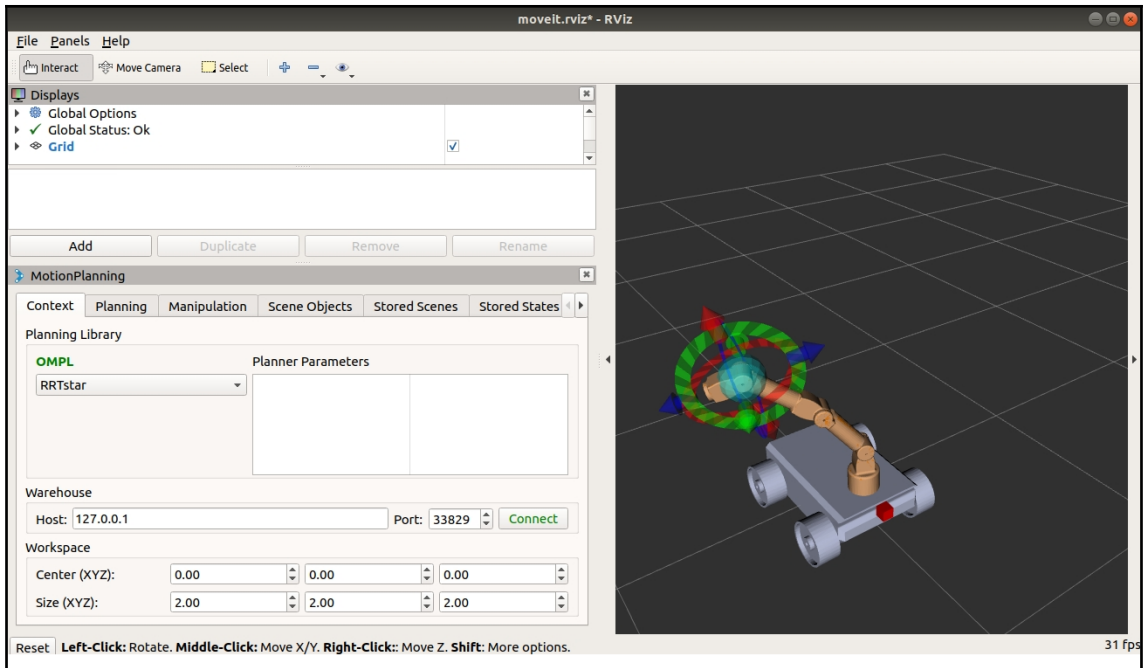 moveit.rviz* - RViz
File Panels Help
Interact Move Camera Select
Displays
Global Options
Global Status: Ok
Grid
Add Duplicate Remove Rename
MotionPlanning
Context Planning Manipulation Scene Objects Stored Scenes Stored States
Planning Library
OMPL Planner Parameters
RRTstar
Warehouse
Host: 127.0.0.1 Port: 33829 Connect
Workspace
Center (XYZ): 0.00 0.00 0.00
Size (XYZ): 2.00 2.00 2.00
Reset Left-Click: Rotate. Middle-Click: Move X/Y. Right-Click:: Move Z. Shift: More options. 31 fps